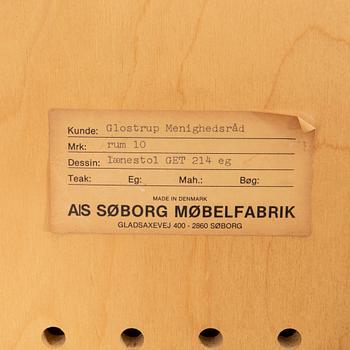 Kunde: Glostrup Menighedsråd
Mrk: rum 10
Dessin: lænestol GET 214 eg
Teak: Eg: Mah.: Bøg:
MADE IN DENMARK
A/S SØBORG MØBELFABRIK
GLADSAXEVEJ 400 - 2860 SØBORG